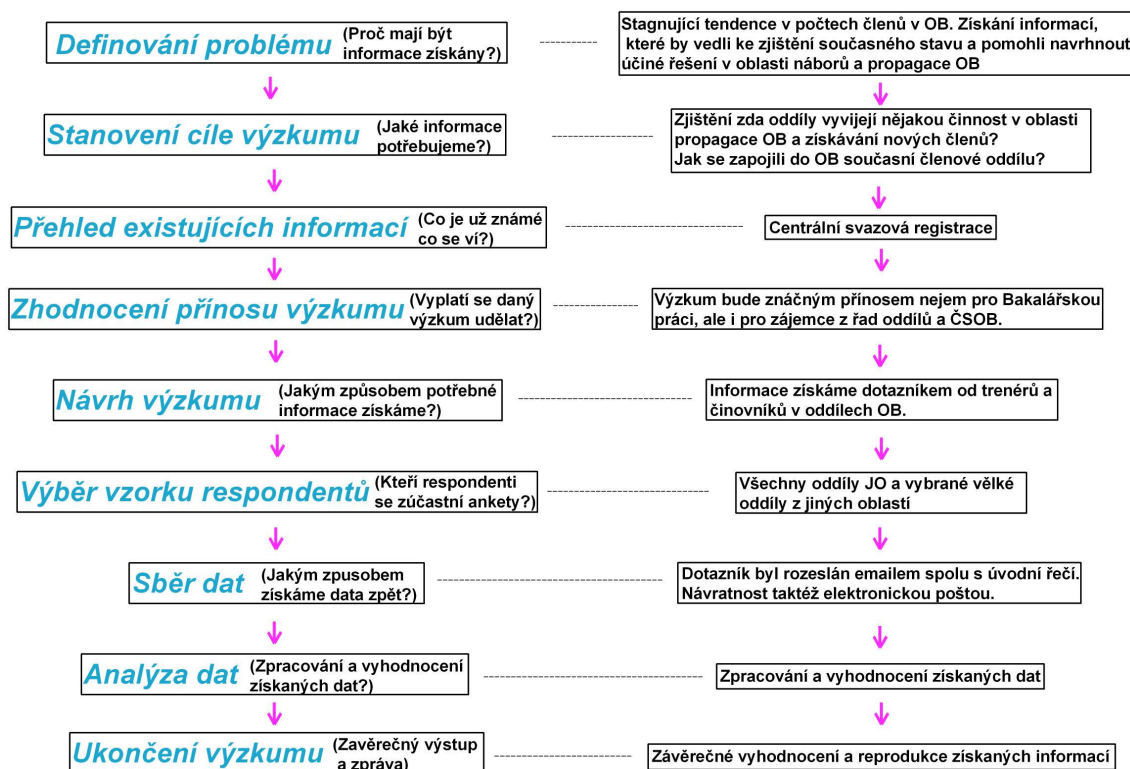 Definování problému (Proč mají být
informace získány?)
Stagnující tendence v počtech členů v OB. Získání informací,
které by vedli ke zjištění současného stavu a pomohli navrhnout
účiné řešení v oblasti náborů a propagace OB
Stanovení cíle výzkumu (Jaké informace
potřebujeme?)
Zjištění zda oddíly vyvijejí nějakou činnost v oblasti
propagace OB a získávání nových členů?
Jak se zapojili do OB současní členové oddílu?
Přehled existujících informací (Co je už známé
co se ví?)
Centrální svazová registrace
Zhodnocení přínosu výzkumu (Vyplatí se daný
výzkum udělat?)
Výzkum bude znáčným přínosem nejem pro Bakalářskou
práci, ale i pro zájemce z řad oddílů a ČSOB.
Návrh výzkumu (Jakým způsobem potřebné
informace získáme?)
Informace získáme dotazníkem od trenérů a
činovníků v oddílech OB.
Výběr vzorku respondentů (Kteří respondenti
se zúčastní ankety?)
Všechny oddíly JO a vybrané vělké
oddíly z jiných oblastí
Sběr dat (Jakým zpusobem
získáme data zpět?)
Dotazník byl rozeslán emailem spolu s úvodní řečí.
Návratnost taktéž elektronickou poštou.
Analýza dat (Zpracování a vyhodnocení
získaných dat?)
Zpracování a vyhodnocení získaných dat
Ukončení výzkumu (Zavěrečný výstup
a zpráva)
Závěrečné vyhodnocení a reprodukce získaných informací